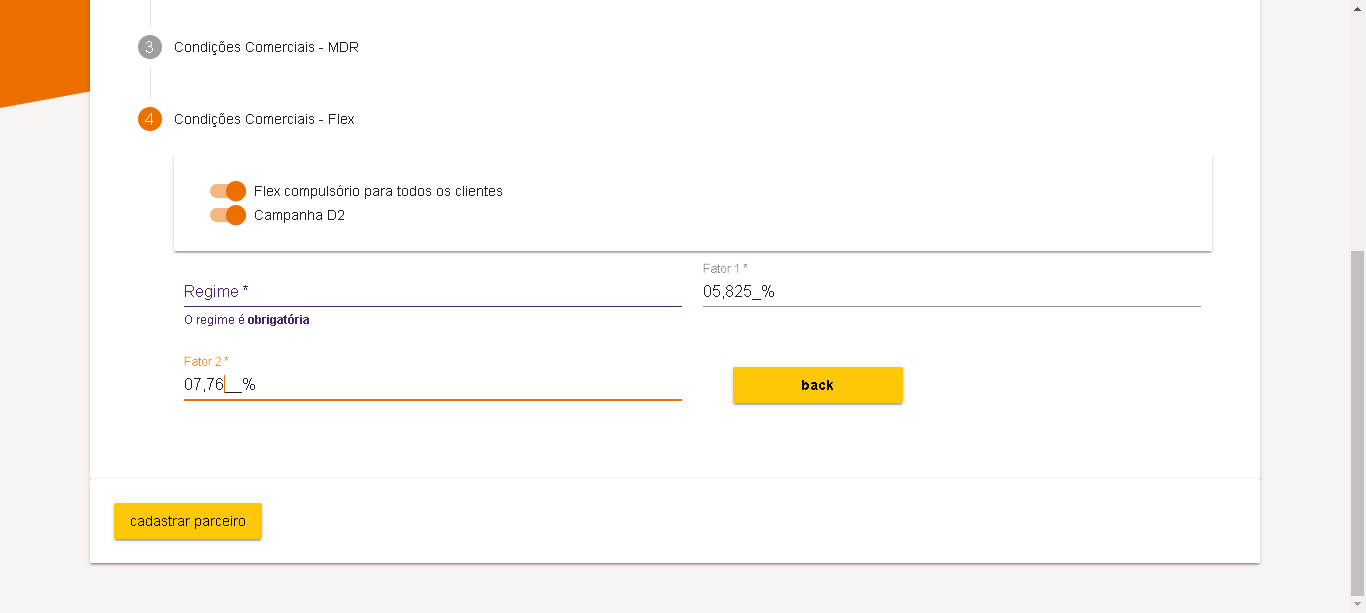 3 Condições Comerciais - MDR
4 Condições Comerciais - Flex
Flex compulsório para todos os clientes
Campanha D2
Regime *
O regime é obrigatória
Fator 1 *
05,825_%
Fator 2 *
07,76__%
back
cadastrar parceiro